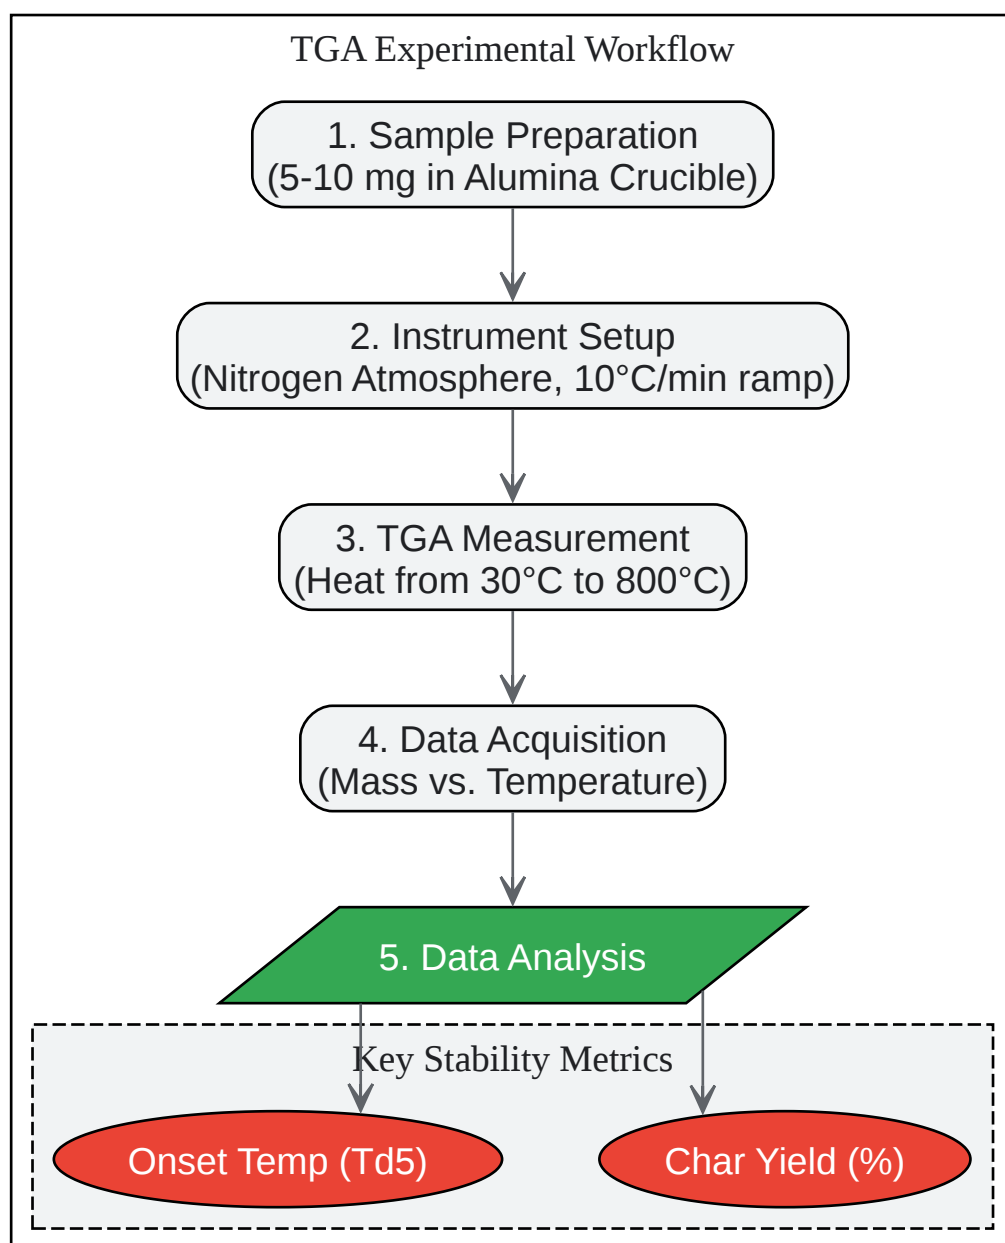 TGA Experimental Workflow
1. Sample Preparation
(5-10 mg in Alumina Crucible)
2. Instrument Setup
(Nitrogen Atmosphere, 10°C/min ramp)
3. TGA Measurement
(Heat from 30°C to 800°C)
4. Data Acquisition
(Mass vs. Temperature)
5. Data Analysis
Key Stability Metrics
Onset Temp (Td5)
Char Yield (%)